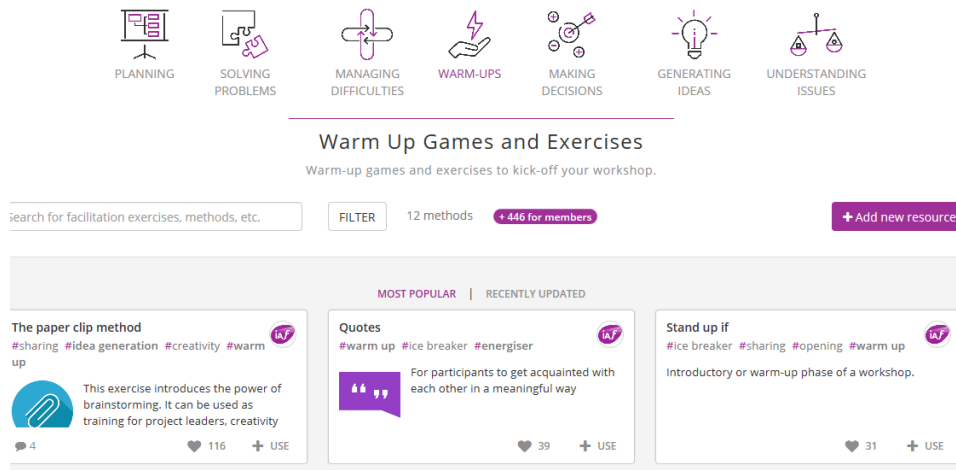 PLANNING
SOLVING
PROBLEMS
MANAGING
DIFFICULTIES
WARM-UPS
MAKING
DECISIONS
GENERATING
IDEAS
UNDERSTANDING
ISSUES
Warm Up Games and Exercises
Warm-up games and exercises to kick-off your workshop.
Search for facilitation exercises, methods, etc.
FILTER
12 methods
+ 446 for members
+ Add new resource
MOST POPULAR | RECENTLY UPDATED
The paper clip method
#sharing #idea generation #creativity #warm
up
iAF
This exercise introduces the power of
brainstorming. It can be used as
training for project leaders, creativity
4
116
+ USE
Quotes
#warm up #ice breaker #energiser
iAF
For participants to get acquainted with
each other in a meaningful way
39
+ USE
Stand up if
#ice breaker #sharing #opening #warm up
iAF
Introductory or warm-up phase of a workshop.
31
+ USE